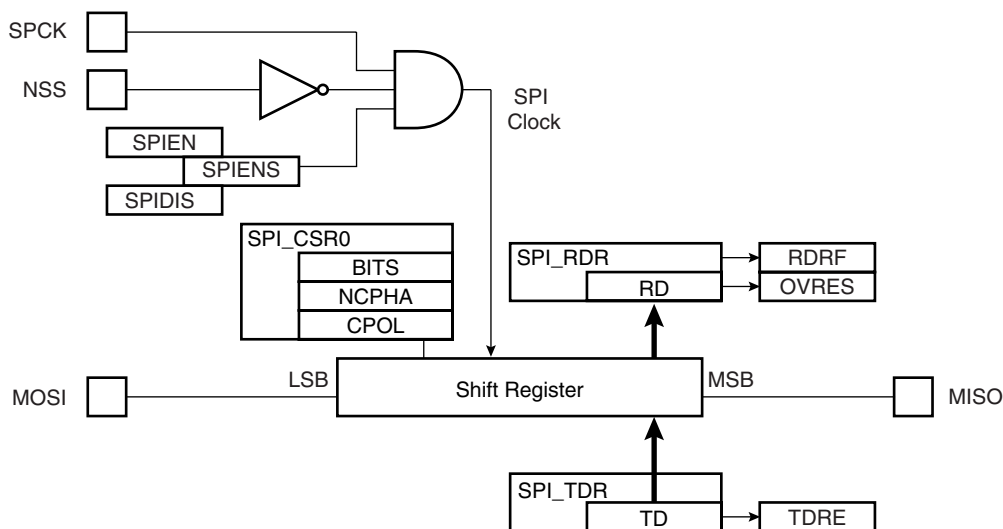 SPCK
NSS
SPI
Clock
SPIEN
SPIENS
SPIDIS
SPI_CSR0
BITS
NCPHA
CPOL
SPI_RDR
RD
RDRF
OVRES
MOSI
LSB
Shift Register
MSB
MISO
SPI_TDR
TD
TDRE